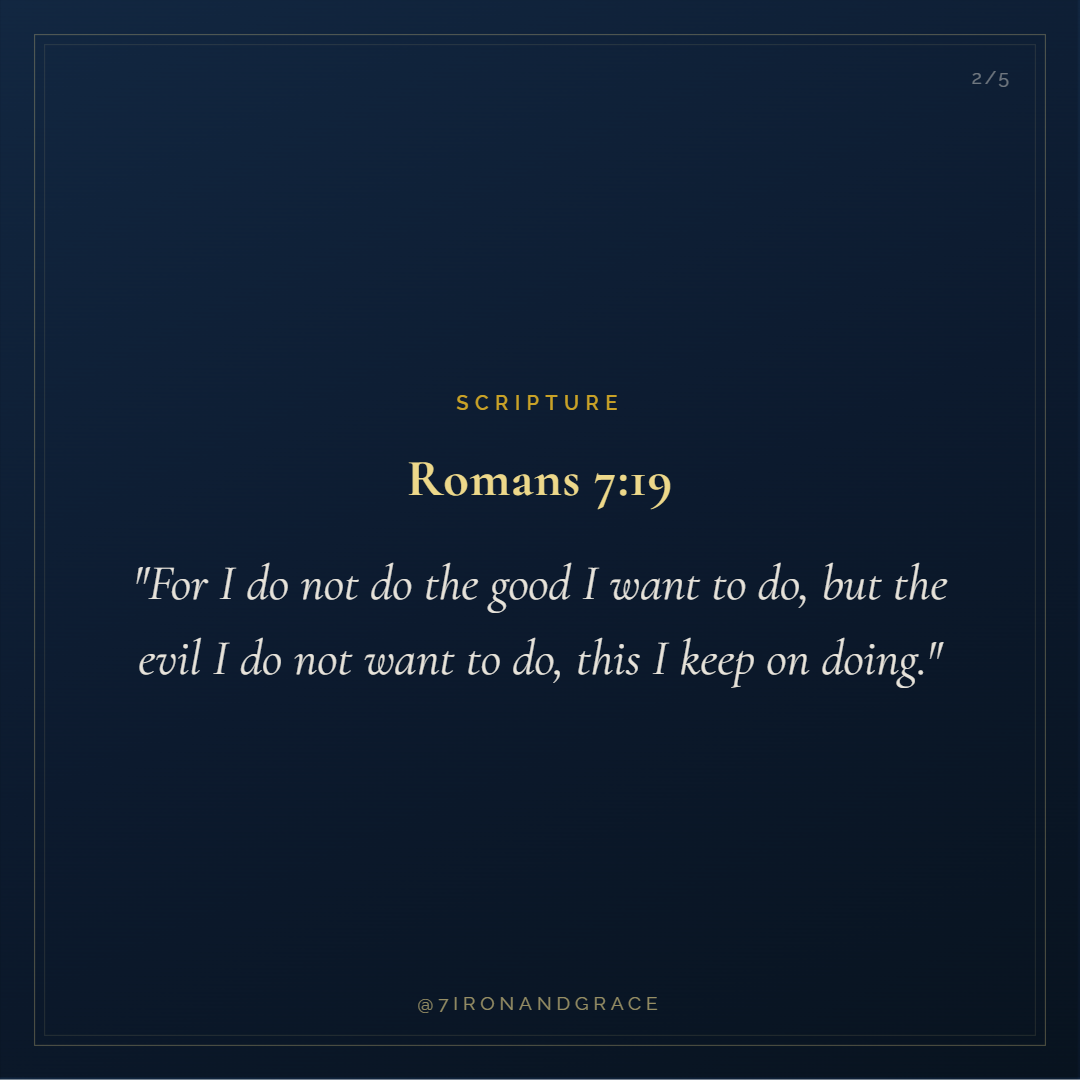 2/5
SCRIPTURE
Romans 7:19
"For I do not do the good I want to do, but the
evil I do not want to do, this I keep on doing."
@7IRONANDGRACE